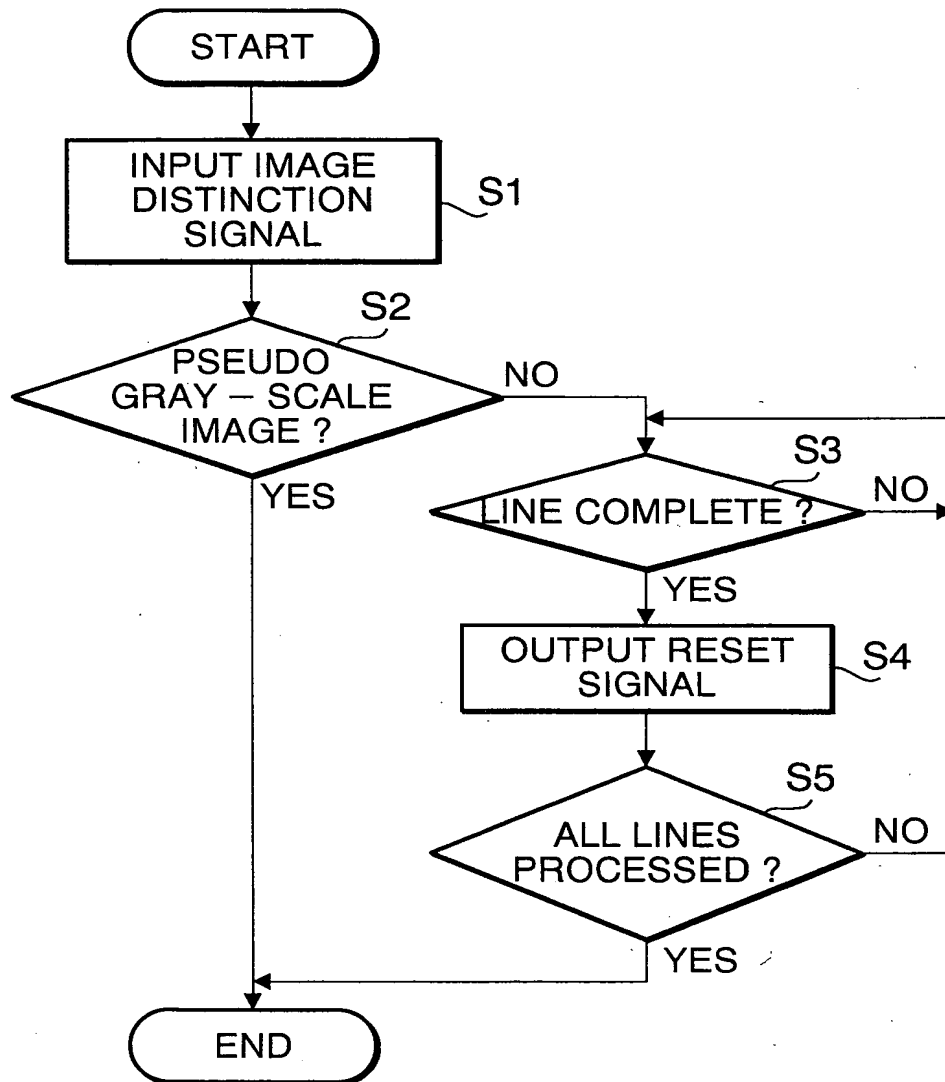 START
INPUT IMAGE
DISTINCTION
SIGNAL
S1
S2
PSEUDO
GRAY – SCALE
IMAGE ?
NO
YES
S3
LINE COMPLETE ?
NO
YES
OUTPUT RESET
SIGNAL
S4
S5
ALL LINES
PROCESSED ?
NO
YES
END